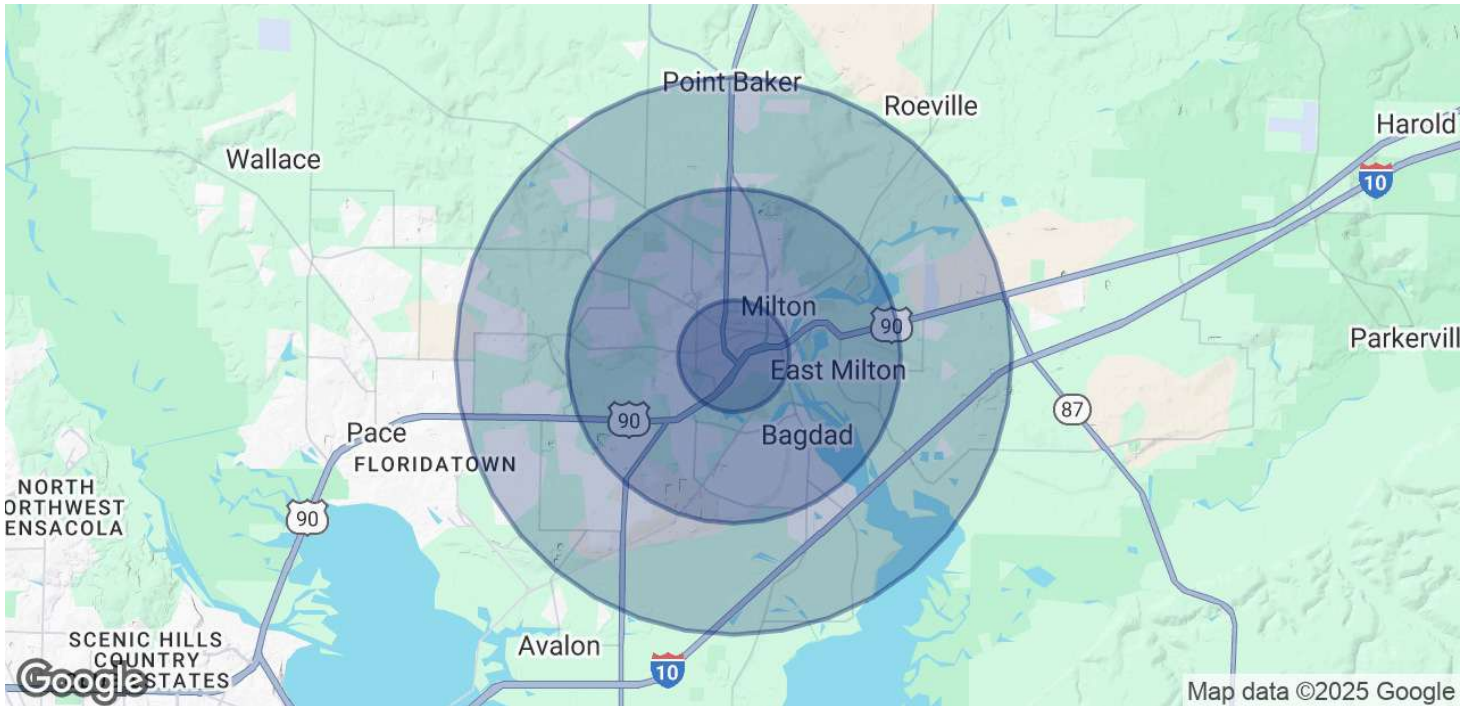 Point Baker
Roeville
Harold
Wallace
10
Milton
90
Parkervill
East Milton
87
90
Pace
Bagdad
FLORIDATOWN
NORTH
ORTHWEST
ENSACOLA
90
SCENIC HILLS
COUNTRY
ESTATES
Avalon
10
Google
Map data ©2025 Google